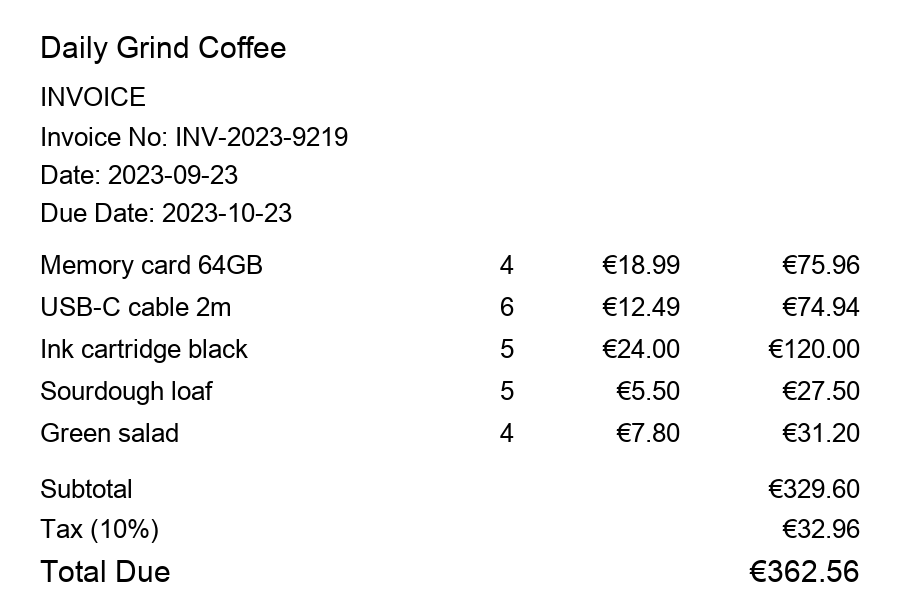 Daily Grind Coffee
INVOICE
Invoice No: INV-2023-9219
Date: 2023-09-23
Due Date: 2023-10-23
Memory card 64GB 4 €18.99 €75.96
USB-C cable 2m 6 €12.49 €74.94
Ink cartridge black 5 €24.00 €120.00
Sourdough loaf 5 €5.50 €27.50
Green salad 4 €7.80 €31.20
Subtotal €329.60
Tax (10%) €32.96
Total Due €362.56